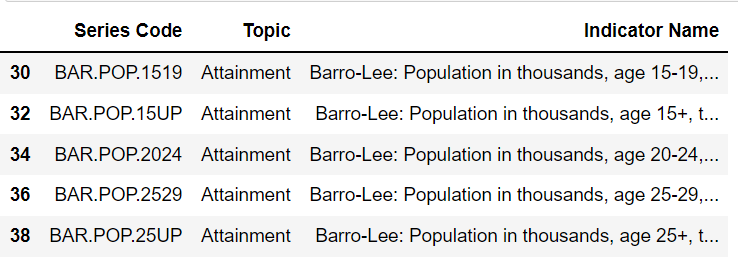 Series Code Topic Indicator Name
30 BAR.POP.1519 Attainment Barro-Lee: Population in thousands, age 15-19,...
32 BAR.POP.15UP Attainment Barro-Lee: Population in thousands, age 15+, t...
34 BAR.POP.2024 Attainment Barro-Lee: Population in thousands, age 20-24,...
36 BAR.POP.2529 Attainment Barro-Lee: Population in thousands, age 25-29,...
38 BAR.POP.25UP Attainment Barro-Lee: Population in thousands, age 25+, t...